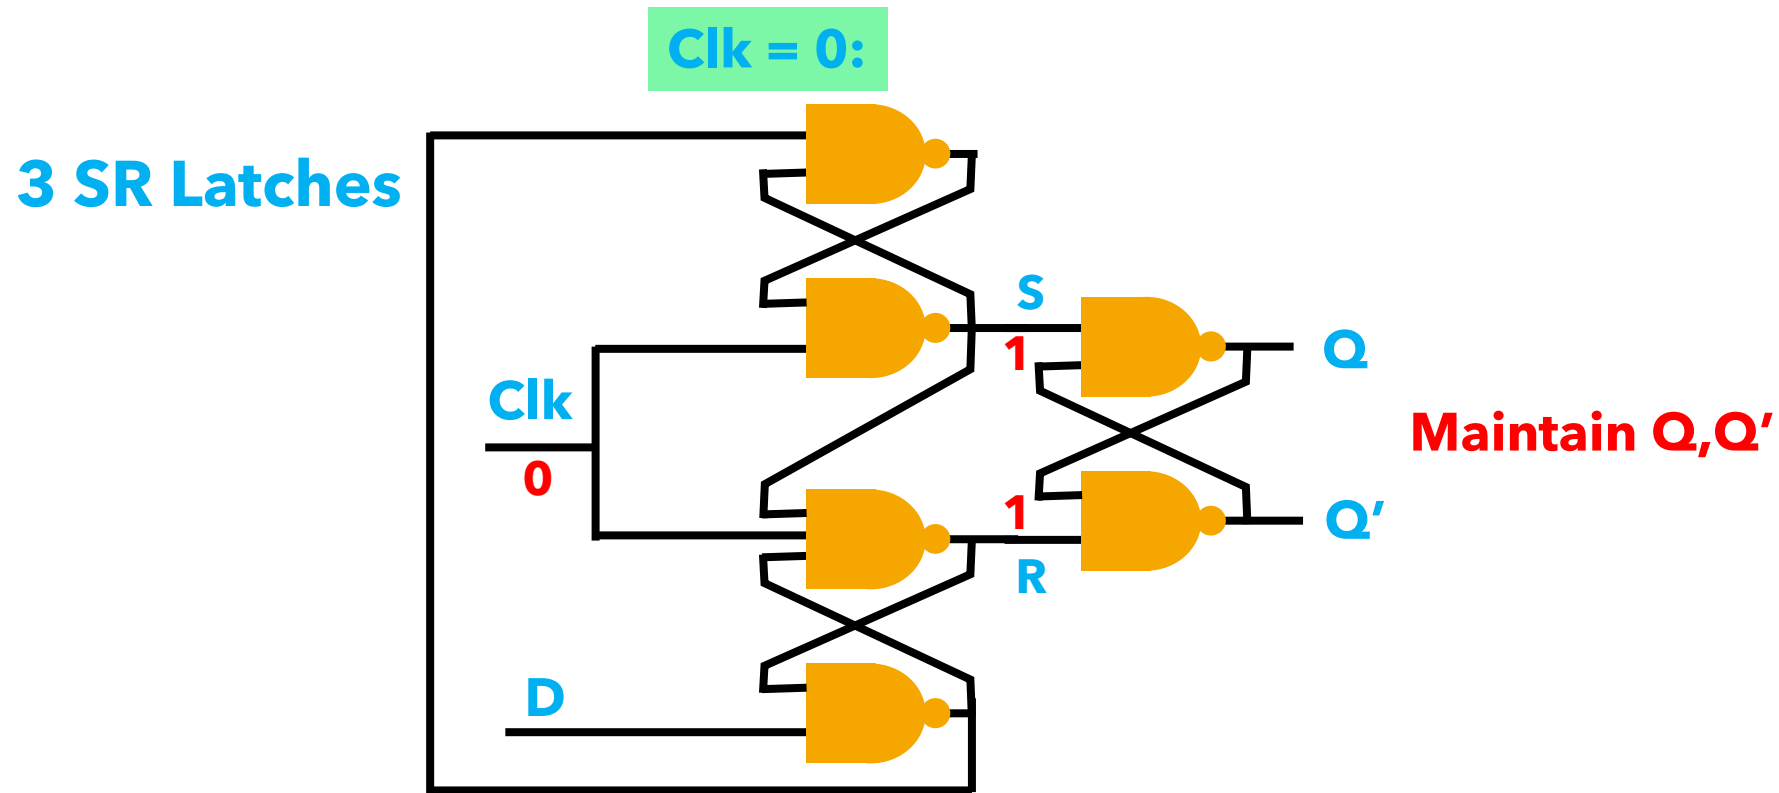 Clk = 0:
3 SR Latches
S
1
Q
Clk
0
Maintain Q,Q’
1
Q’
R
D